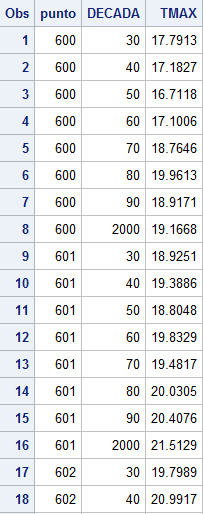 Obs punto DECADA TMAX
1 600 30 17.7913
2 600 40 17.1827
3 600 50 16.7118
4 600 60 17.1006
5 600 70 18.7646
6 600 80 19.9613
7 600 90 18.9171
8 600 2000 19.1668
9 601 30 18.9251
10 601 40 19.3886
11 601 50 18.8048
12 601 60 19.8329
13 601 70 19.4817
14 601 80 20.0305
15 601 90 20.4076
16 601 2000 21.5129
17 602 30 19.7989
18 602 40 20.9917